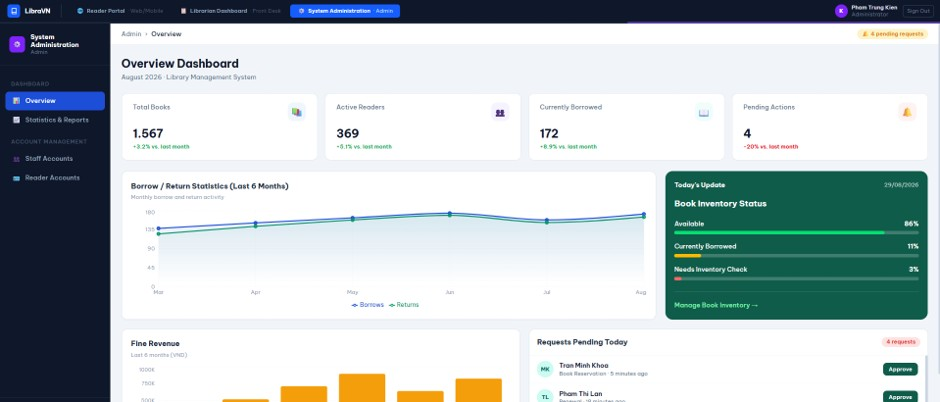 LibraVN
Reader Portal · Web/Mobile
Librarian Dashboard · Front Desk
System Administration · Admin
Pham Trung Kien
Administrator
Sign Out
System Administration
Admin
Admin › Overview
4 pending requests
DASHBOARD
Overview
Statistics & Reports
ACCOUNT MANAGEMENT
Staff Accounts
Reader Accounts
Overview Dashboard
August 2026 · Library Management System
Total Books
1.567
+3.2% vs. last month
Active Readers
369
+5.1% vs. last month
Currently Borrowed
172
+8.9% vs. last month
Pending Actions
4
-20% vs. last month
Borrow / Return Statistics (Last 6 Months)
Monthly borrow and return activity
180
135
90
45
0
Mar Apr May Jun Jul Aug
Borrows Returns
Today's Update
29/08/2026
Book Inventory Status
Available 86%
Currently Borrowed 11%
Needs Inventory Check 3%
Manage Book Inventory →
Fine Revenue
Last 6 months (VND)
1000K
750K
500K
Requests Pending Today
4 requests
MK
Tran Minh Khoa
Book Reservation · 5 minutes ago
Approve
TL
Pham Thi Lan
Approve